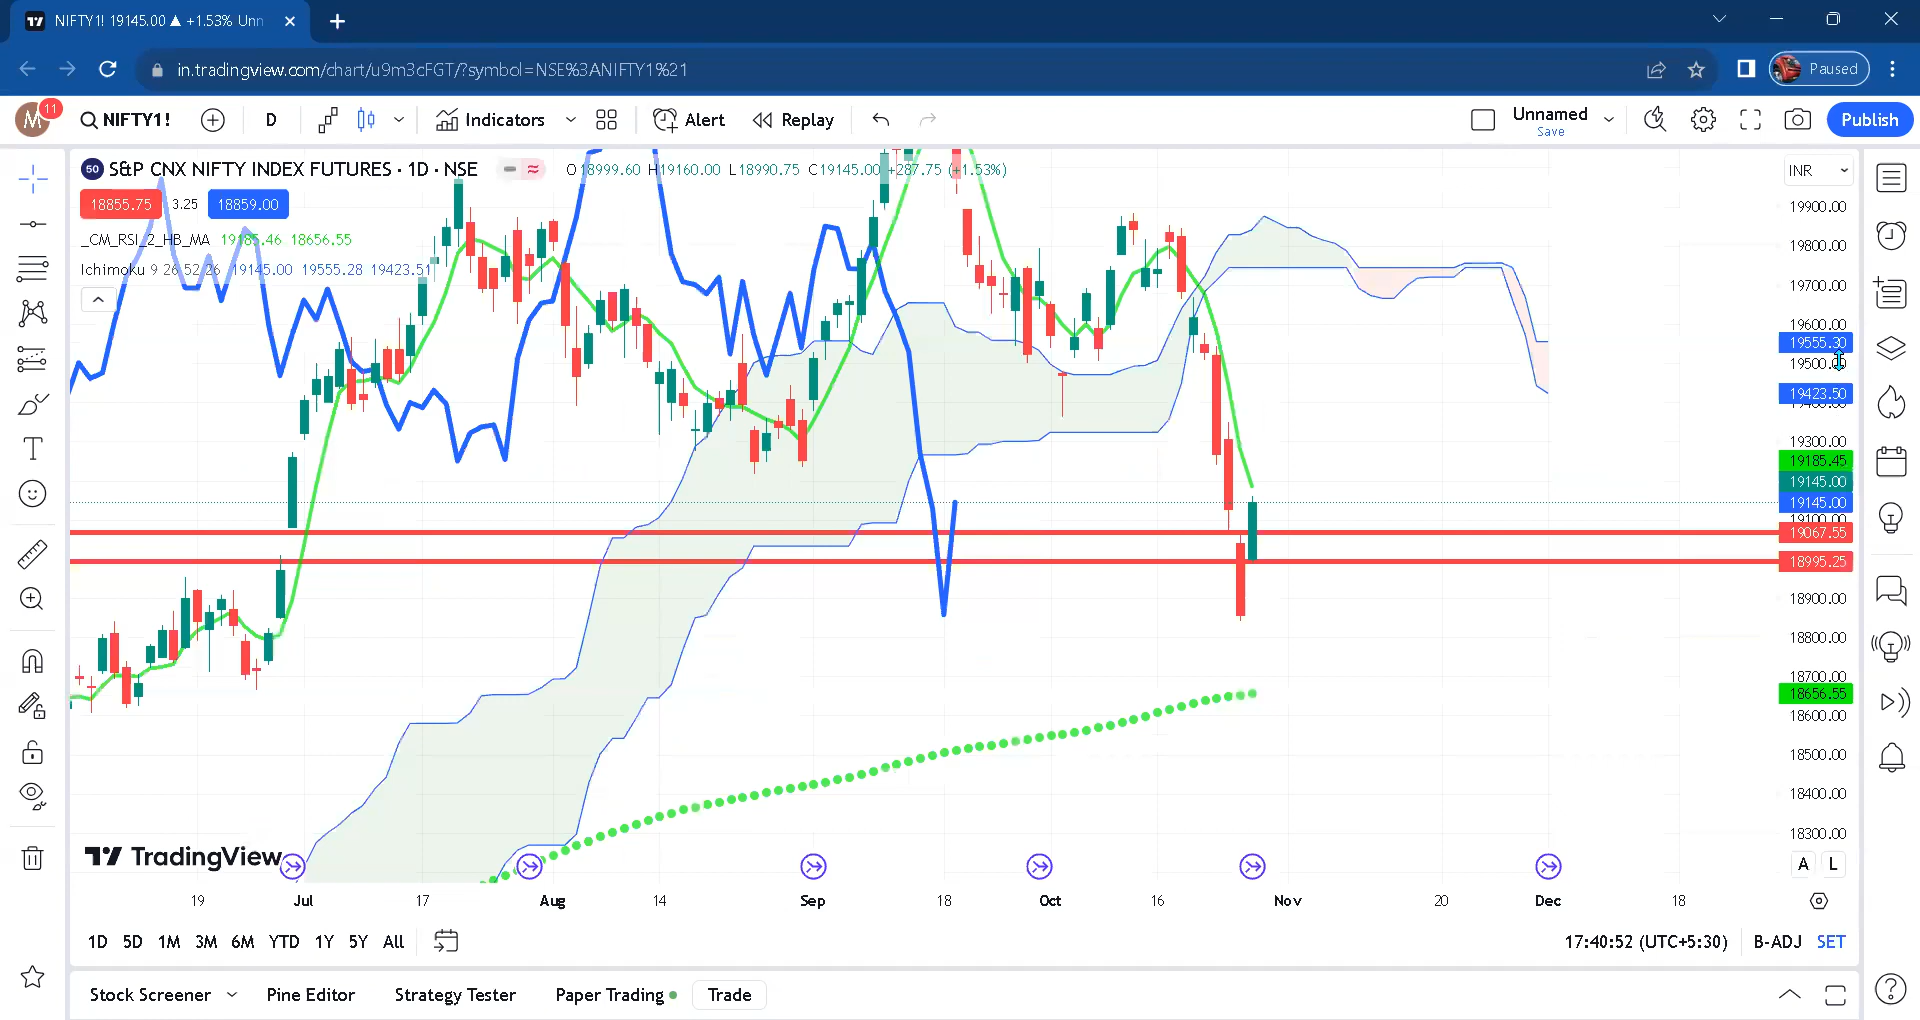 NIFTY1! 19145.00 ▲ +1.53% Unn
in.tradingview.com/chart/u9m3cFGT/?symbol=NSE%3ANIFTY1%21
Paused
M
11
NIFTY1!
D
Indicators
Alert
Replay
Unnamed
Save
Publish
50 S&P CNX NIFTY INDEX FUTURES · 1D · NSE
O18999.60 H19160.00 L18990.75 C19145.00 +287.75 (+1.53%)
INR
18855.75 3.25 18859.00
_CM_RSI_2_HB_MA 19185.46 18656.55
Ichimoku 9 26 52 26 19145.00 19555.28 19423.51
19900.00
19800.00
19700.00
19600.00
19555.30
19500.00
19423.50
19400.00
19300.00
19185.45
19145.00
19145.00
19100.00
19067.55
18995.25
18900.00
18800.00
18700.00
18656.55
18600.00
18500.00
18400.00
18300.00
TradingView
A L
19 Jul 17 Aug 14 Sep 18 Oct 16 Nov 20 Dec 18
1D 5D 1M 3M 6M YTD 1Y 5Y All
17:40:52 (UTC+5:30) B-ADJ SET
Stock Screener Pine Editor Strategy Tester Paper Trading Trade